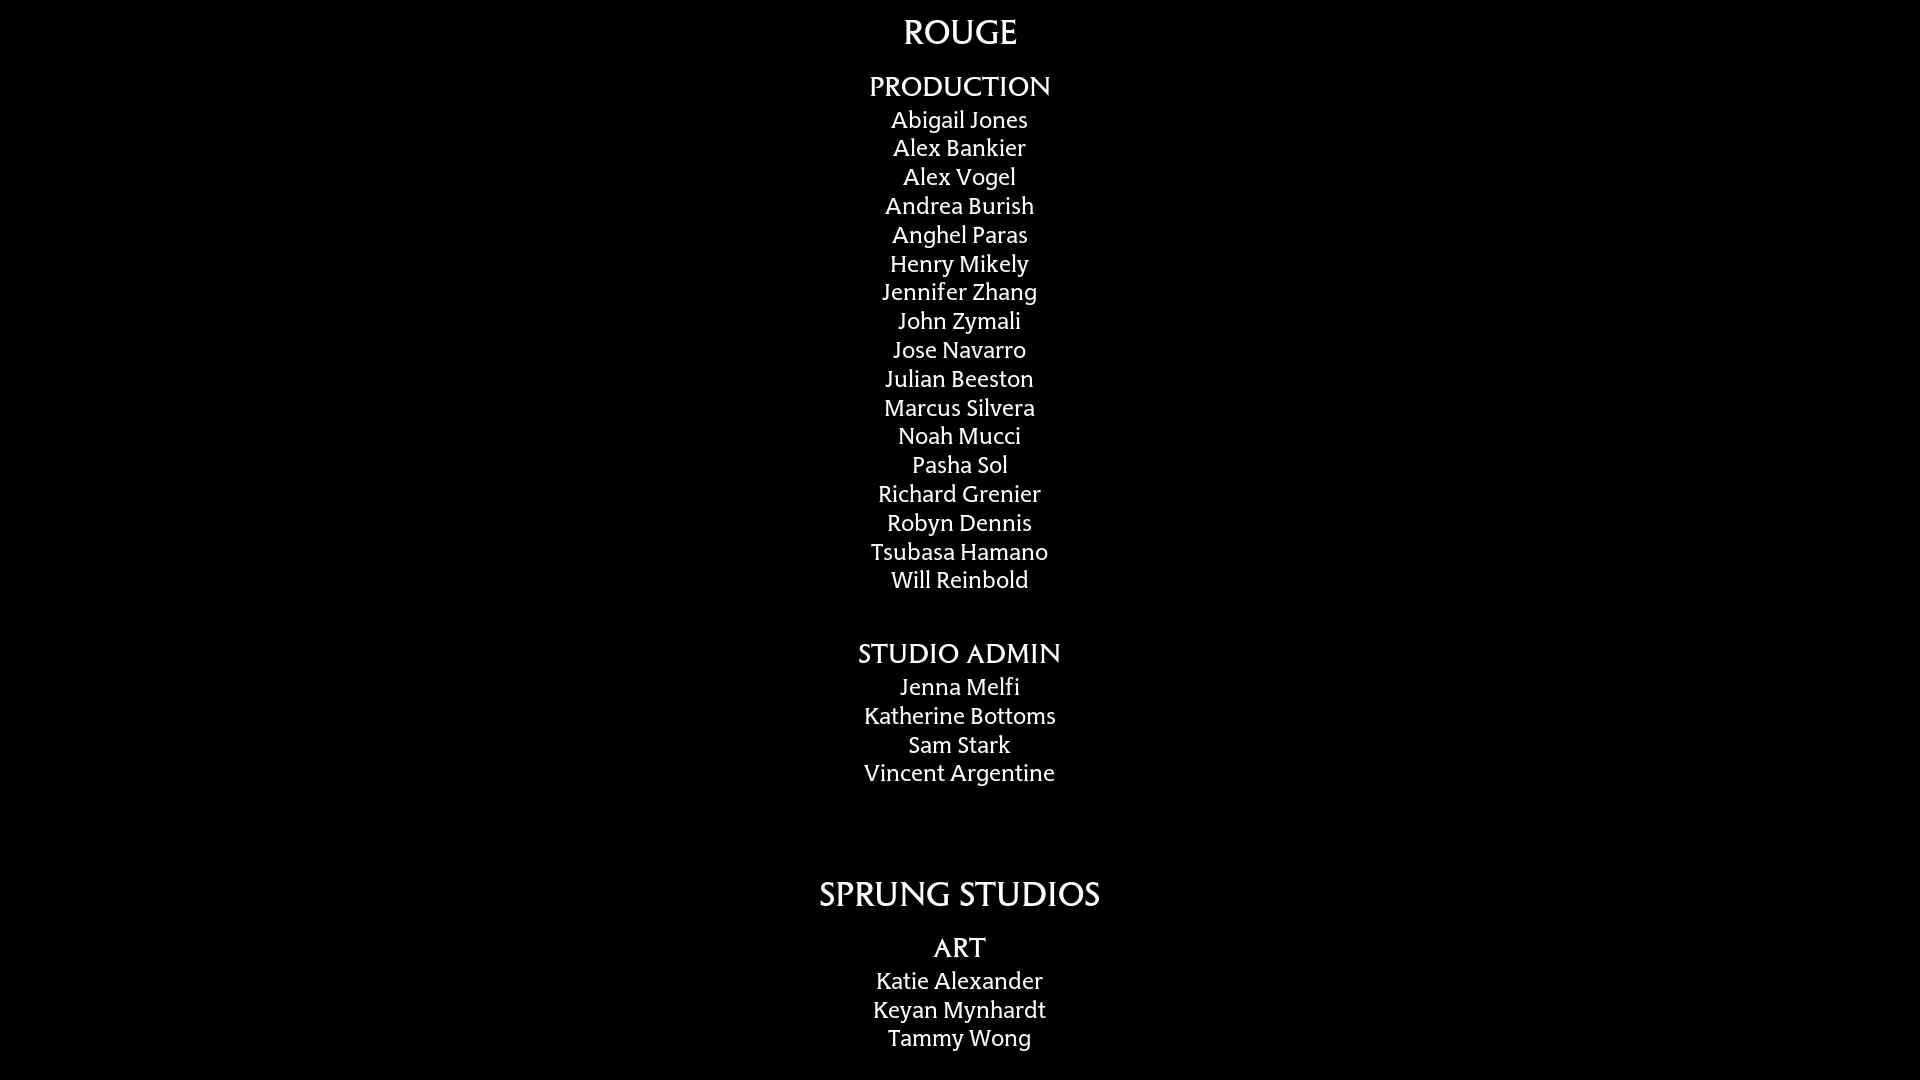 ROUGE
PRODUCTION
Abigail Jones
Alex Bankier
Alex Vogel
Andrea Burish
Anghel Paras
Henry Mikely
Jennifer Zhang
John Zymali
Jose Navarro
Julian Beeston
Marcus Silvera
Noah Mucci
Pasha Sol
Richard Grenier
Robyn Dennis
Tsubasa Hamano
Will Reinbold
STUDIO ADMIN
Jenna Melfi
Katherine Bottoms
Sam Stark
Vincent Argentine
SPRUNG STUDIOS
ART
Katie Alexander
Keyan Mynhardt
Tammy Wong